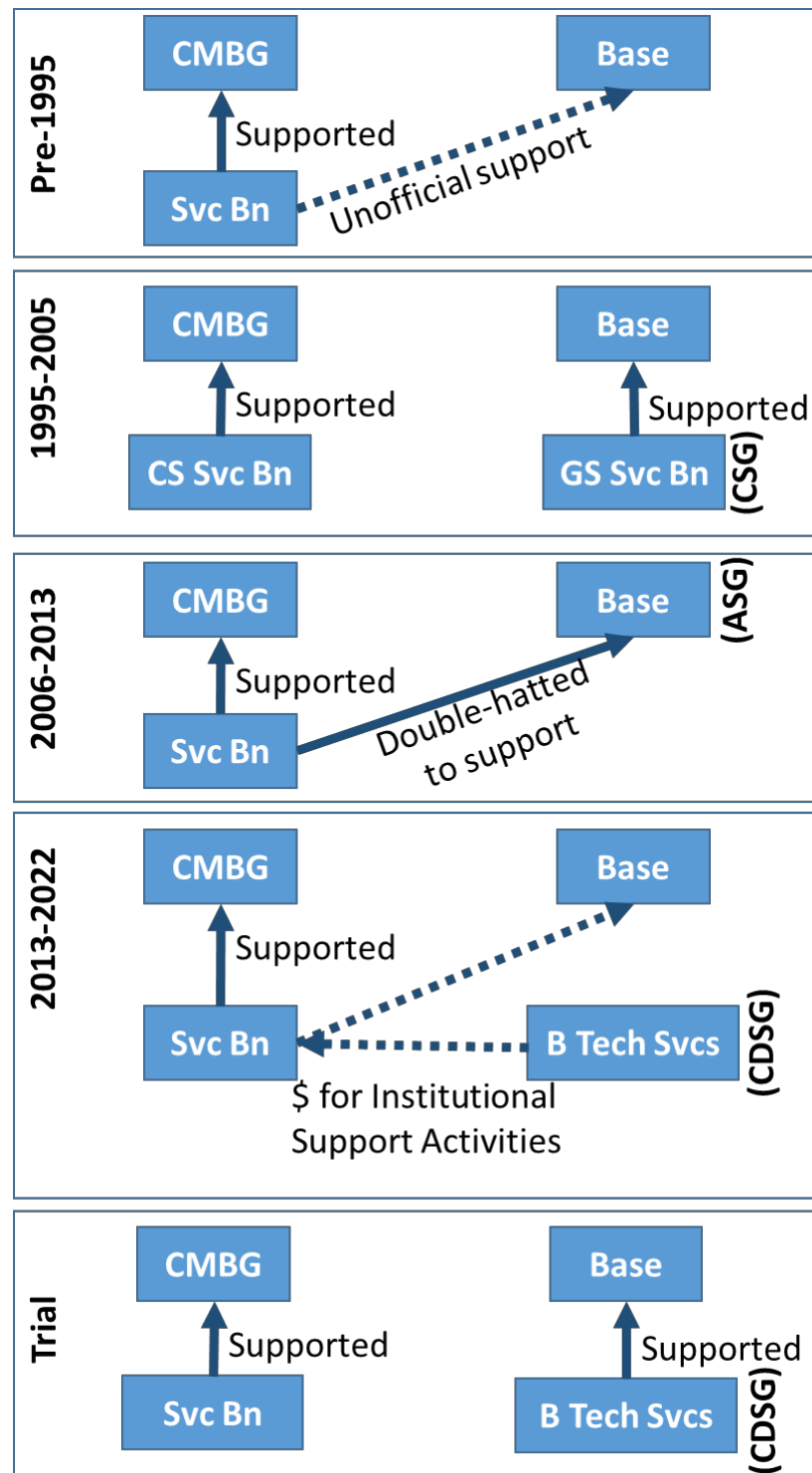 Pre-1995
CMBG
Base
Supported
Unofficial support
Svc Bn
1995-2005
CMBG
Base
Supported
Supported
CS Svc Bn
GS Svc Bn
(CSG)
2006-2013
CMBG
Base
(ASG)
Supported
Double-hatted
to support
Svc Bn
2013-2022
CMBG
Base
Supported
Svc Bn
B Tech Svcs
(CDSG)
$ for Institutional
Support Activities
Trial
CMBG
Base
Supported
Supported
Svc Bn
B Tech Svcs
(CDSG)